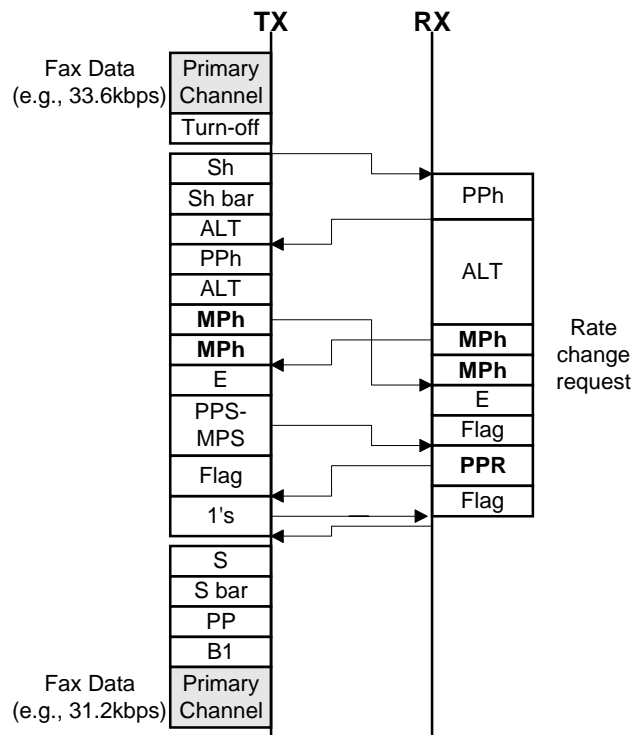 TX
RX
Fax Data
(e.g., 33.6kbps)
Primary
Channel
Turn-off
Sh
Sh bar
ALT
PPh
ALT
MPh
MPh
E
PPS-
MPS
Flag
1's
S
S bar
PP
B1
Fax Data
(e.g., 31.2kbps)
Primary
Channel
PPh
ALT
MPh
MPh
E
Flag
PPR
Flag
Rate
change
request